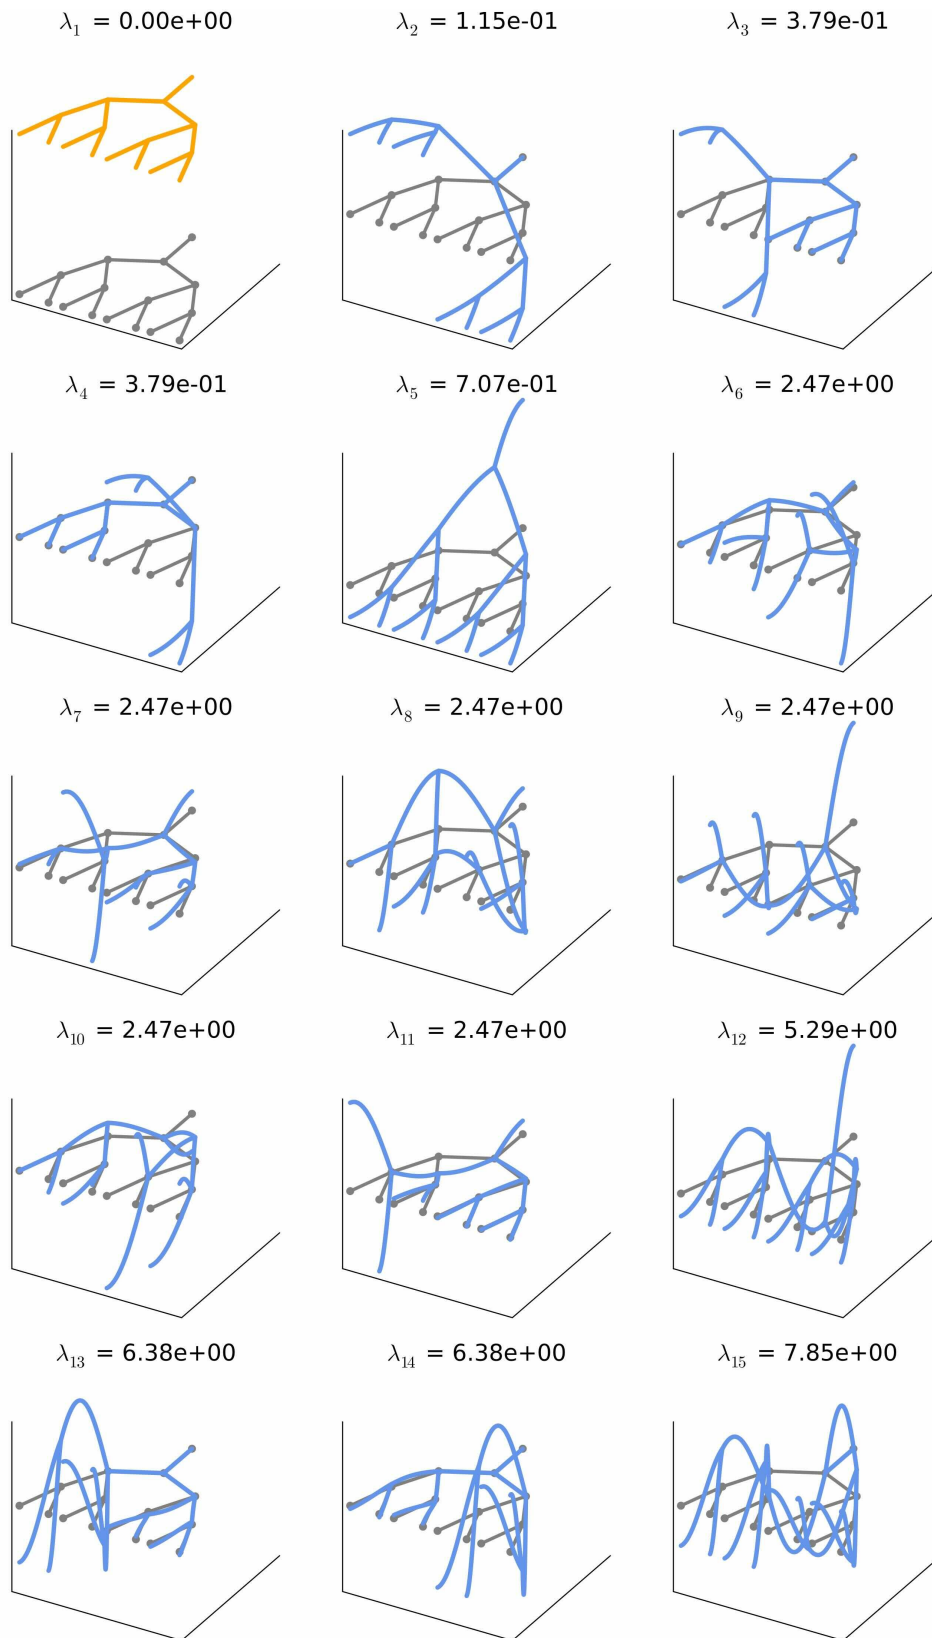 λ₁ = 0.00e+00
λ₂ = 1.15e-01
λ₃ = 3.79e-01
λ₄ = 3.79e-01
λ₅ = 7.07e-01
λ₆ = 2.47e+00
λ₇ = 2.47e+00
λ₈ = 2.47e+00
λ₉ = 2.47e+00
λ₁₀ = 2.47e+00
λ₁₁ = 2.47e+00
λ₁₂ = 5.29e+00
λ₁₃ = 6.38e+00
λ₁₄ = 6.38e+00
λ₁₅ = 7.85e+00